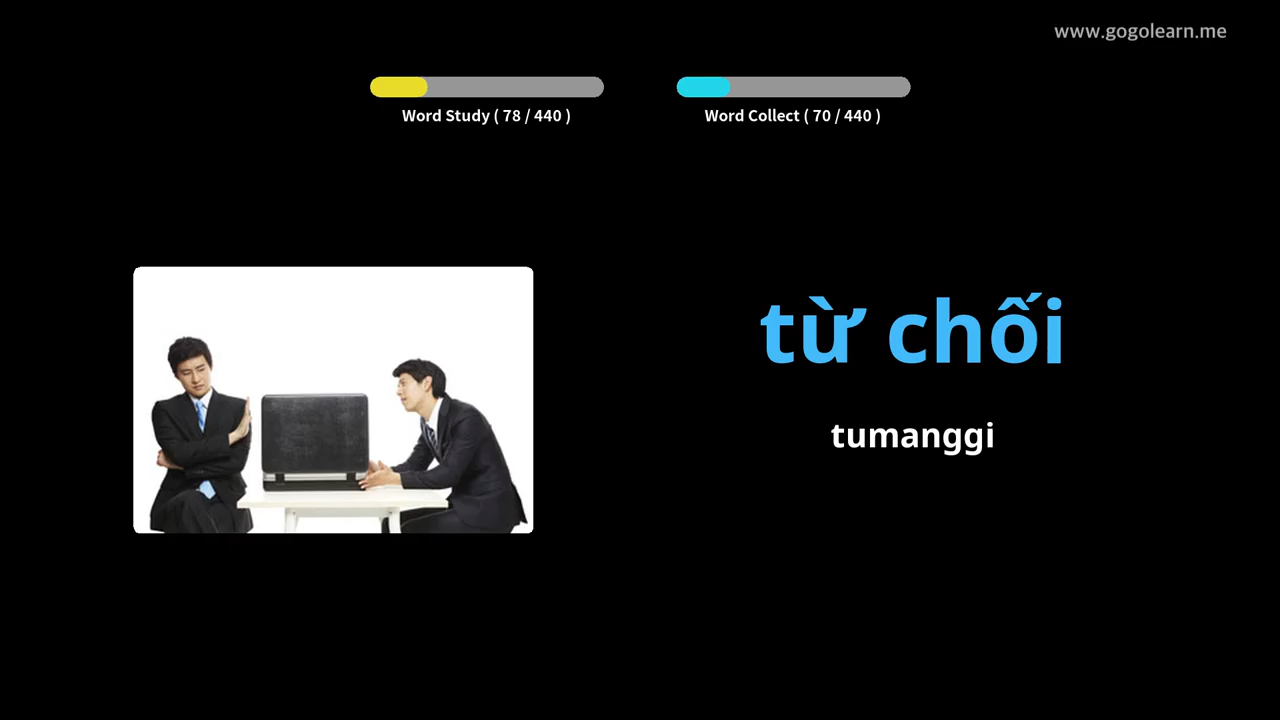 www.gogolearn.me
Word Study ( 78 / 440 )
Word Collect ( 70 / 440 )
từ chối
tumanggi